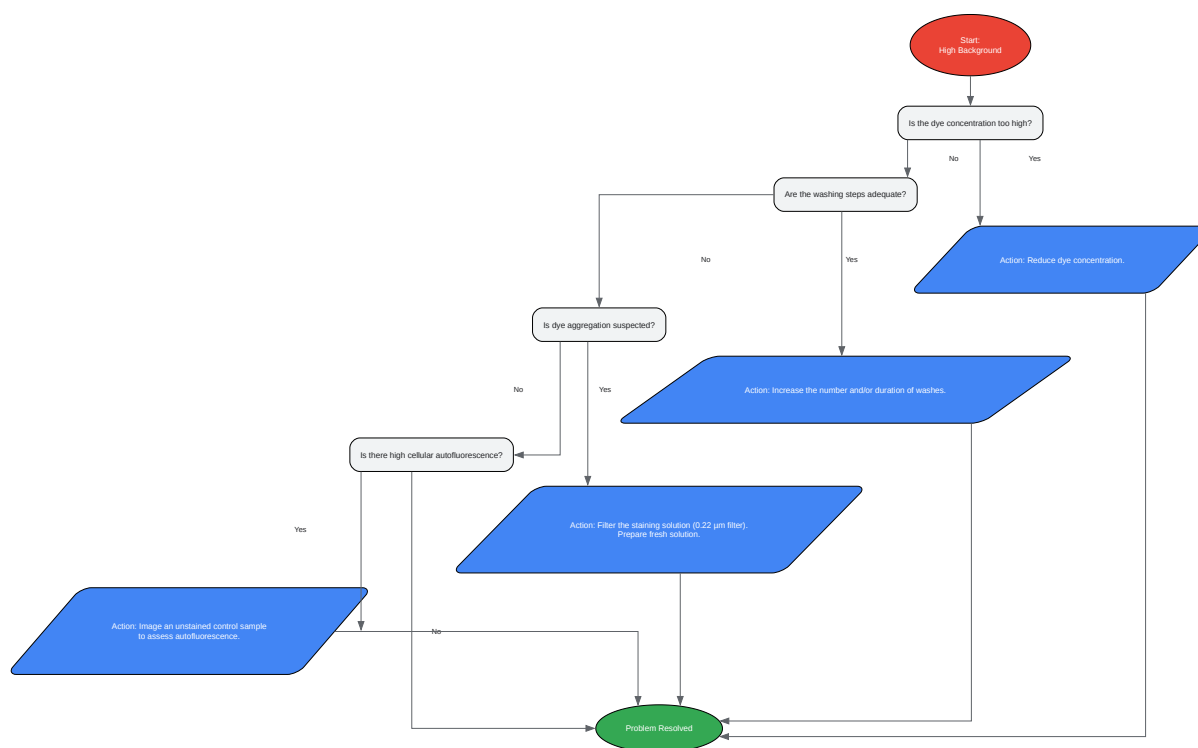 Start:
High Background
Is the dye concentration too high?
No
Yes
Are the washing steps adequate?
No
Yes
Action: Reduce dye concentration.
Is dye aggregation suspected?
No
Yes
Action: Increase the number and/or duration of washes.
Is there high cellular autofluorescence?
Yes
Action: Filter the staining solution (0.22 µm filter).
Prepare fresh solution.
Action: Image an unstained control sample
to assess autofluorescence.
No
Problem Resolved